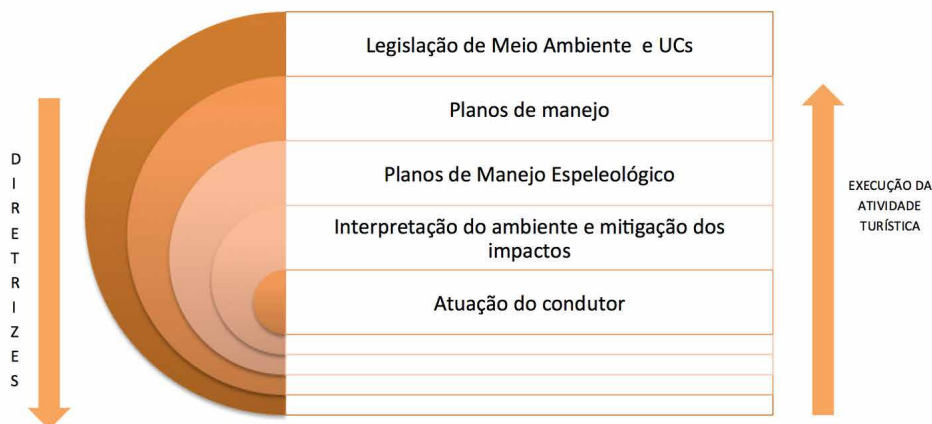 Legislação de Meio Ambiente e UCs
Planos de manejo
Planos de Manejo Espeleológico
Interpretação do ambiente e mitigação dos
impactos
Atuação do condutor
D
I
R
E
T
R
I
Z
E
S
EXECUÇÃO DA
ATIVIDADE
TURÍSTICA